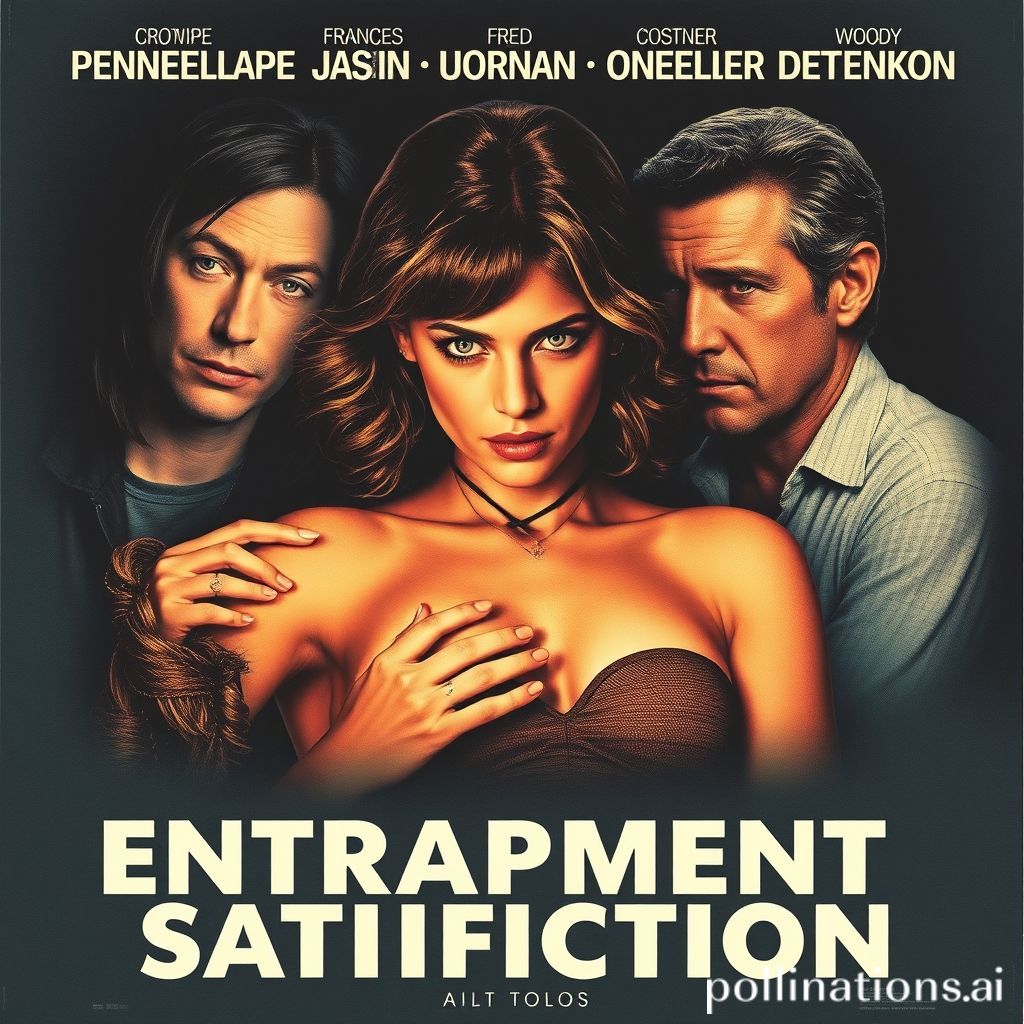 CROWIPE FRANCES FRED COSTNER WOODY
PENNEELLAPE JASIN · UORNAN · ONEELLER DETENKON
ENTRAPMENT
SATIIFICTION
AILT TOLOS
pollinations.ai